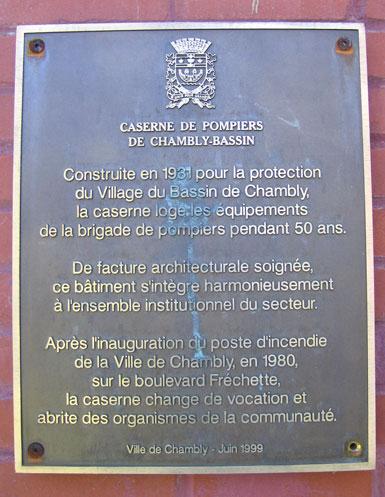 CASERNE DE POMPIERS
DE CHAMBLY-BASSIN
Construite en 1931 pour la protection
du Village du Bassin de Chambly,
la caserne loge les équipements
de la brigade de pompiers pendant 50 ans.
De facture architecturale soignée,
ce bâtiment s'intègre harmonieusement
à l'ensemble institutionnel du secteur.
Après l'inauguration du poste d'incendie
de la Ville de Chambly, en 1980,
sur le boulevard Fréchette,
la caserne change de vocation et
abrite des organismes de la communauté.
Ville de Chambly - Juin 1999